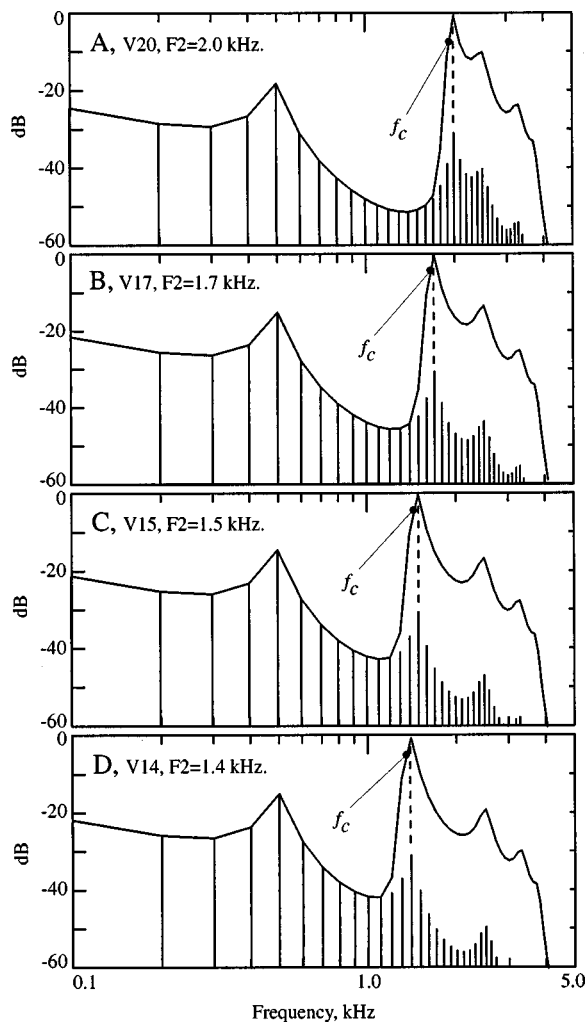 0
A, V20, F2=2.0 kHz.
-20
fc
dB
-40
-60
0
B, V17, F2=1.7 kHz.
-20
fc
dB
-40
-60
0
C, V15, F2=1.5 kHz.
-20
fc
dB
-40
-60
0
D, V14, F2=1.4 kHz.
fc
-20
dB
-40
-60
0.1 1.0 5.0
Frequency, kHz